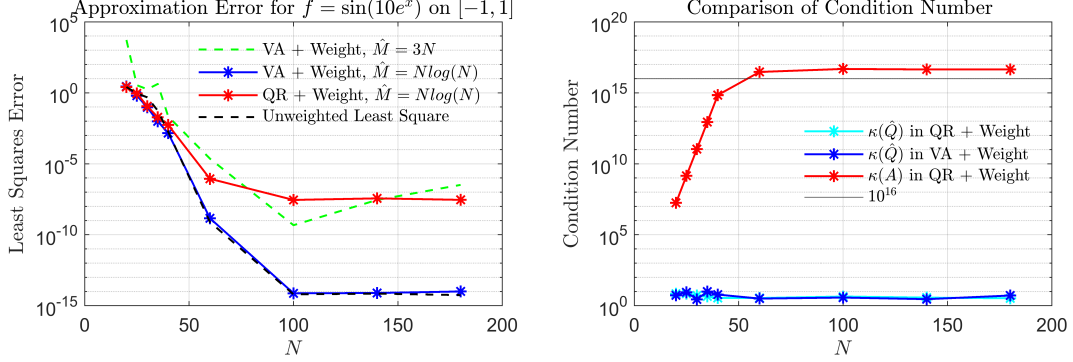 Approximation Error for f = sin(10e^x) on [−1, 1]
10^5
10^0
10^-5
10^-10
10^-15
Least Squares Error
VA + Weight, M̂ = 3N
VA + Weight, M̂ = Nlog(N)
QR + Weight, M̂ = Nlog(N)
Unweighted Least Square
0
50
100
150
200
N
Comparison of Condition Number
10^20
10^15
10^10
10^5
10^0
Condition Number
κ(Q̂) in QR + Weight
κ(Q̂) in VA + Weight
κ(A) in QR + Weight
10^16
0
50
100
150
200
N